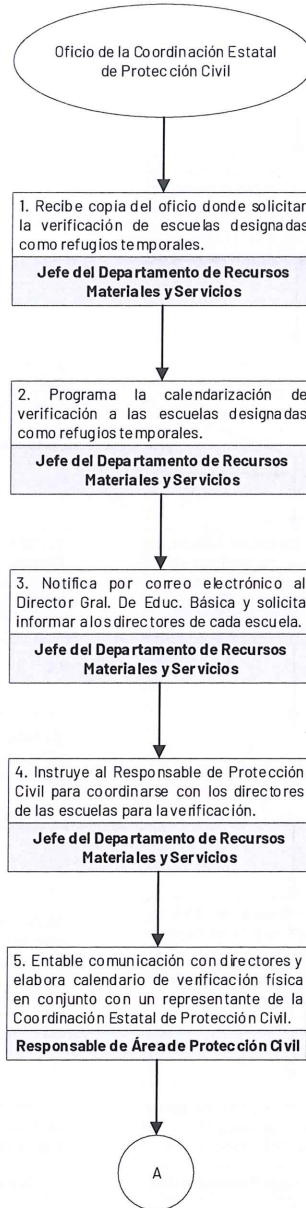 Oficio de la Coordinación Estatal
de Protección Civil
1. Recibe copia del oficio donde solicitar
la verificación de escuelas designadas
como refugios temporales.
Jefe del Departamento de Recursos
Materiales y Servicios
2. Programa la calendarización de
verificación a las escuelas designadas
como refugios temporales.
Jefe del Departamento de Recursos
Materiales y Servicios
3. Notifica por correo electrónico al
Director Gral. De Educ. Básica y solicita
informar a los directores de cada escuela.
Jefe del Departamento de Recursos
Materiales y Servicios
4. Instruye al Responsable de Protección
Civil para coordinarse con los directores
de las escuelas para la verificación.
Jefe del Departamento de Recursos
Materiales y Servicios
5. Entable comunicación con directores y
elabora calendario de verificación física
en conjunto con un representante de la
Coordinación Estatal de Protección Civil.
Responsable de Área de Protección Civil
A